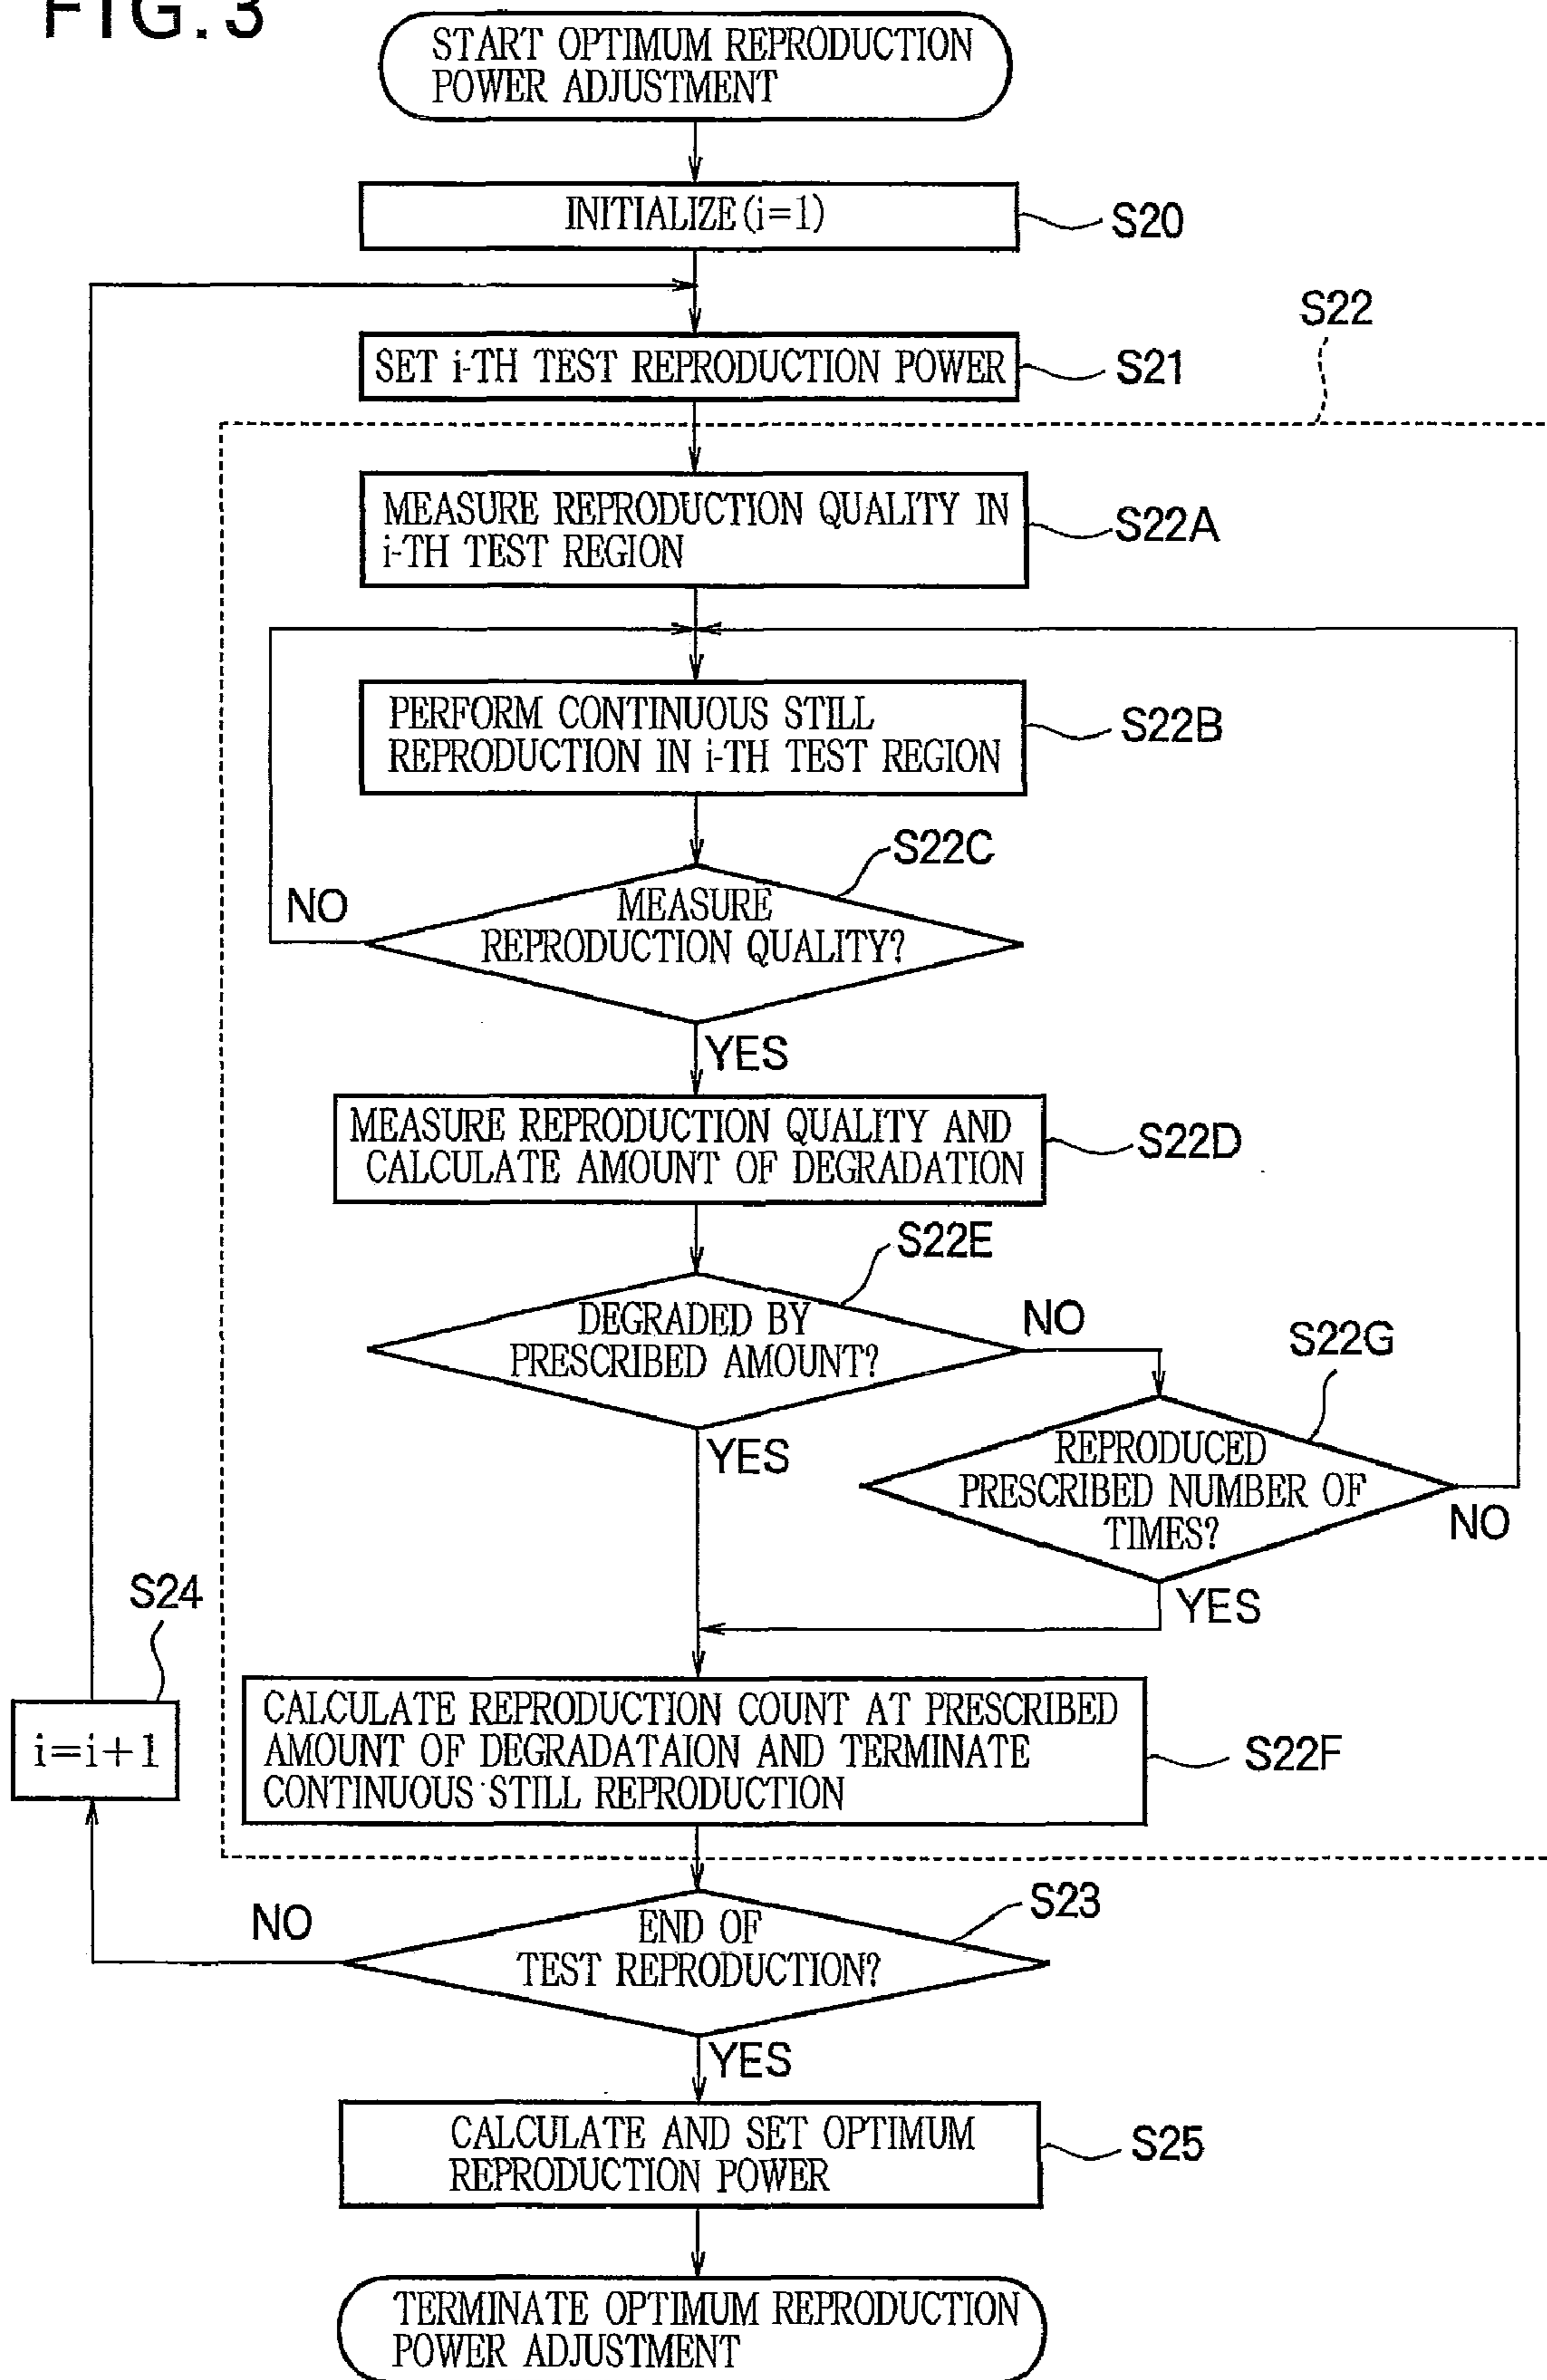 FIG.3
START OPTIMUM REPRODUCTION
POWER ADJUSTMENT
INITIALIZE(i=1)
S20
S22
SET i-TH TEST REPRODUCTION POWER
S21
MEASURE REPRODUCTION QUALITY IN
i-TH TEST REGION
S22A
PERFORM CONTINUOUS STILL
REPRODUCTION IN i-TH TEST REGION
S22B
S22C
NO
MEASURE
REPRODUCTION QUALITY?
YES
MEASURE REPRODUCTION QUALITY AND
CALCULATE AMOUNT OF DEGRADATION
S22D
S22E
DEGRADED BY
PRESCRIBED AMOUNT?
NO
S22G
YES
REPRODUCED
PRESCRIBED NUMBER OF
TIMES?
NO
YES
S24
i=i+1
CALCULATE REPRODUCTION COUNT AT PRESCRIBED
AMOUNT OF DEGRADATAION AND TERMINATE
CONTINUOUS STILL REPRODUCTION
S22F
S23
NO
END OF
TEST REPRODUCTION?
YES
CALCULATE AND SET OPTIMUM
REPRODUCTION POWER
S25
TERMINATE OPTIMUM REPRODUCTION
POWER ADJUSTMENT